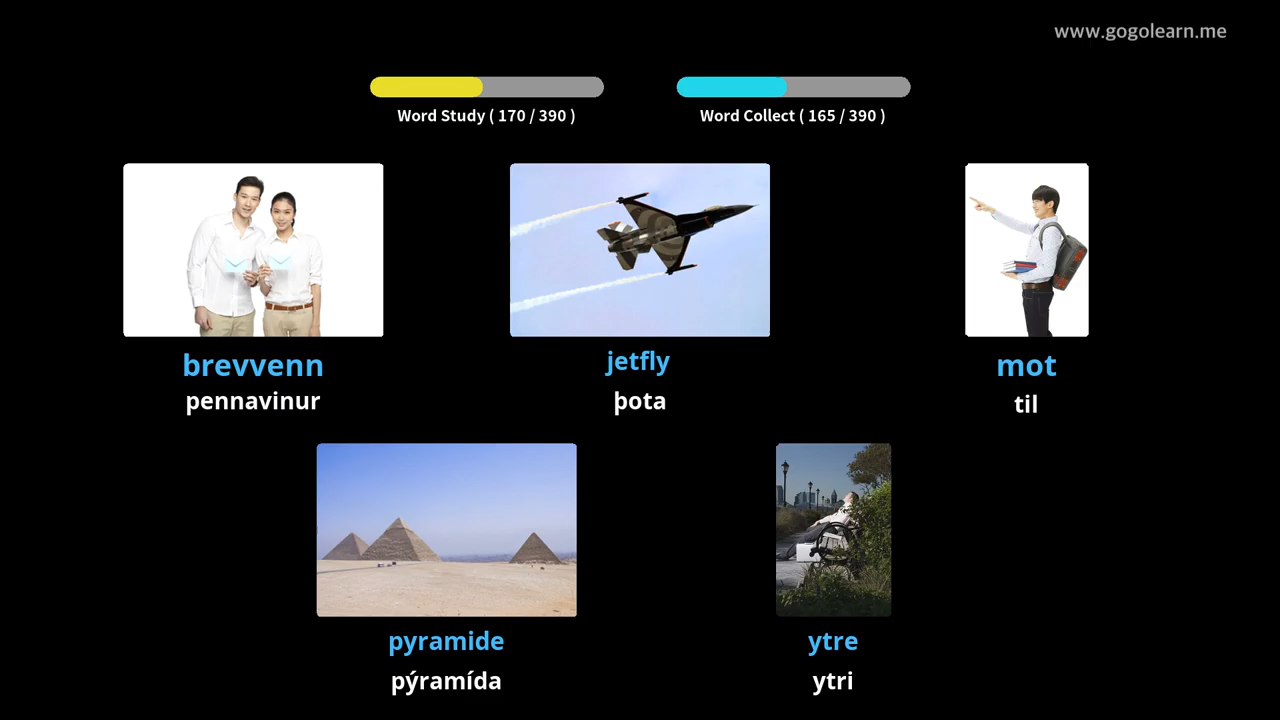 www.gogolearn.me
Word Study ( 170 / 390 )
Word Collect ( 165 / 390 )
brevvenn
pennavinur
jetfly
þota
mot
til
pyramide
pýramída
ytre
ytri